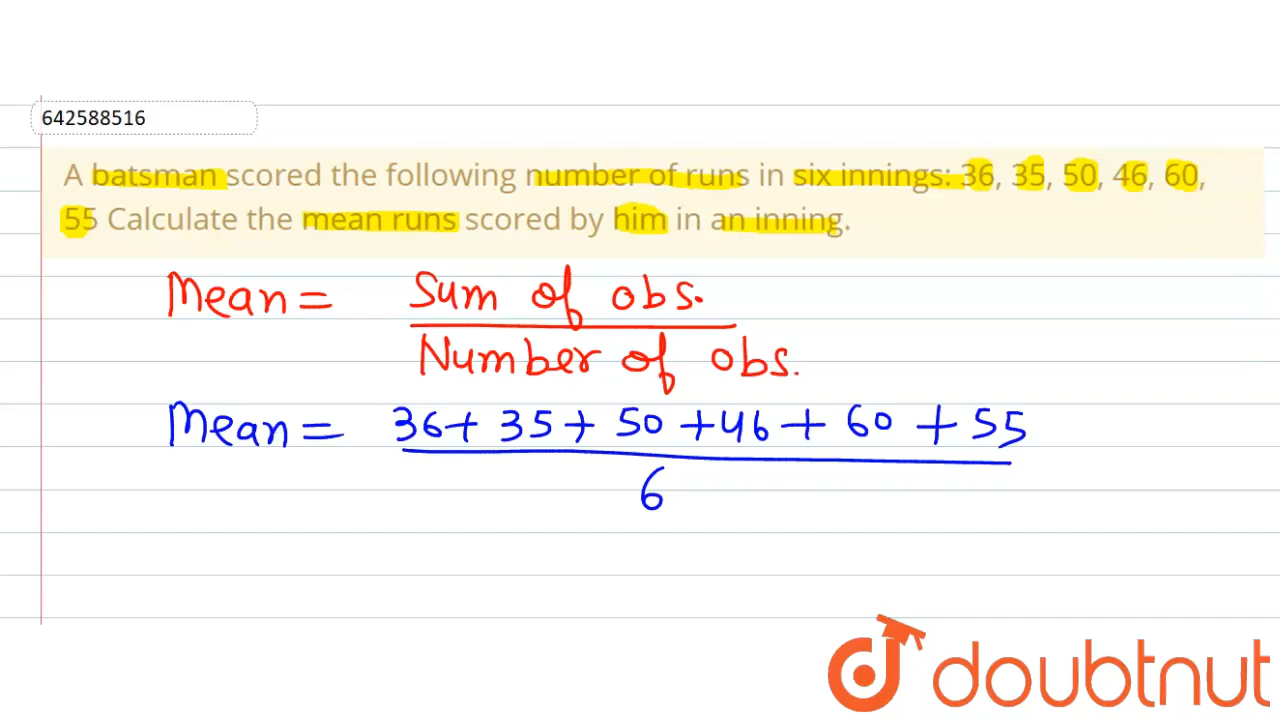 642588516
A batsman scored the following number of runs in six innings: 36, 35, 50, 46, 60,
55 Calculate the mean runs scored by him in an inning.
Mean = Sum of obs.
Number of obs.
Mean = 36+ 35+ 50 +46 + 60 + 55
6
doubtnut